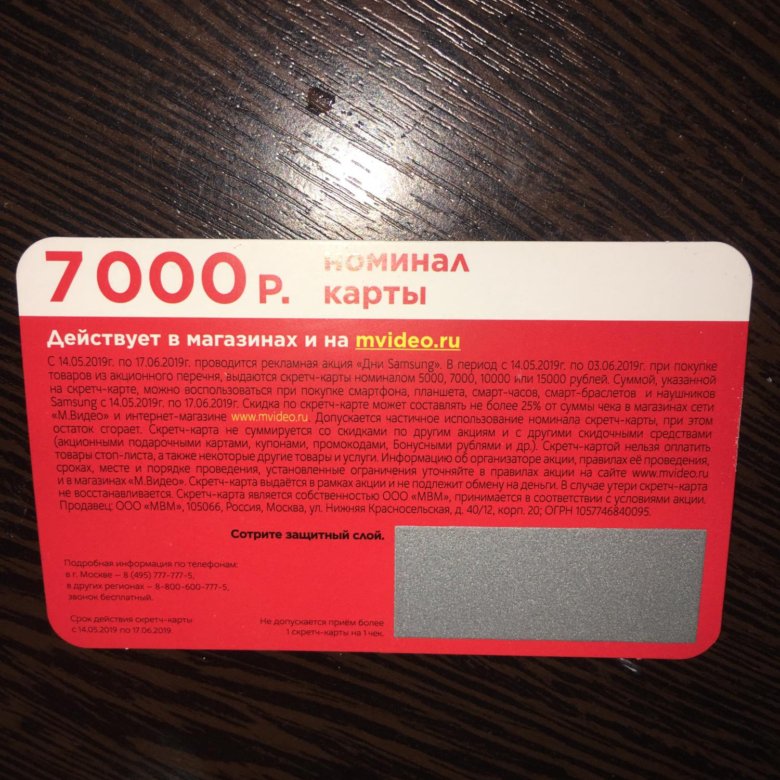 7000 Р.
номинал
карты
Действует в магазинах и на mvideo.ru
С 14.05.2019г. по 17.06.2019г. проводится рекламная акция «Дни Samsung». В период с 14.05.2019г. по 03.06.2019г. при покупке
товаров из акционного перечня, выдаются скретч-карты номиналом 5000, 7000, 10000 или 15000 рублей. Суммой, указанной
на скретч-карте, можно воспользоваться при покупке смартфона, планшета, смарт-часов, смарт-браслетов и наушников
Samsung с 14.05.2019г. по 17.06.2019г. Скидка по скретч-карте может составлять не более 25% от суммы чека в магазинах сети
«М.Видео» и интернет-магазине www.mvideo.ru. Допускается частичное использование номинала скретч-карты, при этом
остаток сгорает. Скретч-карта не суммируется со скидками по другим акциям и с другими скидочными средствами
(акционными подарочными картами, купонами, промокодами, Бонусными рублями и др.). Скретч-картой нельзя оплатить
товары стоп-листа, а также некоторые другие товары и услуги. Информацию об организаторе акции, правилах её проведения,
сроках, месте и порядке проведения, установленные ограничения уточняйте в правилах акции на сайте www.mvideo.ru
и в магазинах «М.Видео». Скретч-карта выдаётся в рамках акции и не подлежит обмену на деньги. В случае утери скретч-карта
не восстанавливается. Скретч-карта является собственностью ООО «МВМ», принимается в соответствии с условиями акции.
Продавец: ООО «МВМ», 105066, Россия, Москва, ул. Нижняя Красносельская, д. 40/12, корп. 20; ОГРН 1057746840095.
Сотрите защитный слой.
Подробная информация по телефонам:
в г. Москве – 8 (495) 777-777-5,
в других регионах – 8-800-600-777-5,
звонок бесплатный.
Срок действия скретч-карты
с 14.05.2019 по 17.06.2019
Не допускается приём более
1 скретч-карты на 1 чек.